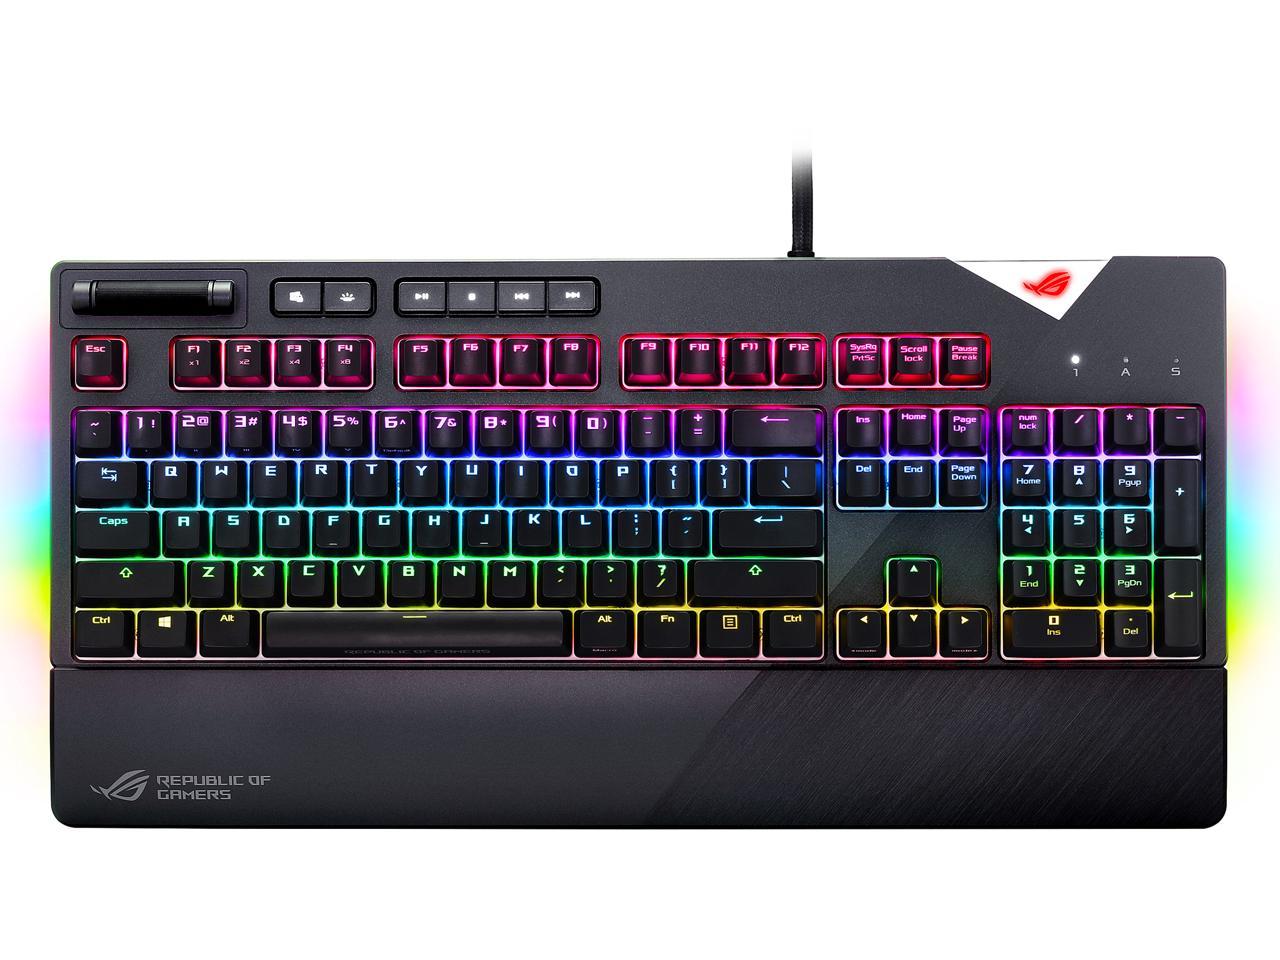 Esc F1 F2 F3 F4 F5 F6 F7 F8 F9 F10 F11 F12 SysRq Scroll Pause
x1 x2 x4 x8 PrtSc lock Break
1 A S
~ 1! 2@ 3# 4$ 5% 6^ 7& 8* 9( 0) - + Ins Home Page num / * -
` = Up lock
Default
Q W E R T Y U I O P { } | Del End Page 7 8 9 +
[ ] \ Down Home Pgup
Caps A S D F G H J K L : " 4 5 6
; '
Z X C V B N M < > ? 1 2 3
, . / End PgDn
Ctrl Alt Alt Fn Ctrl 0 .
Ins Del
REPUBLIC OF GAMERS Macro
REPUBLIC OF
GAMERS